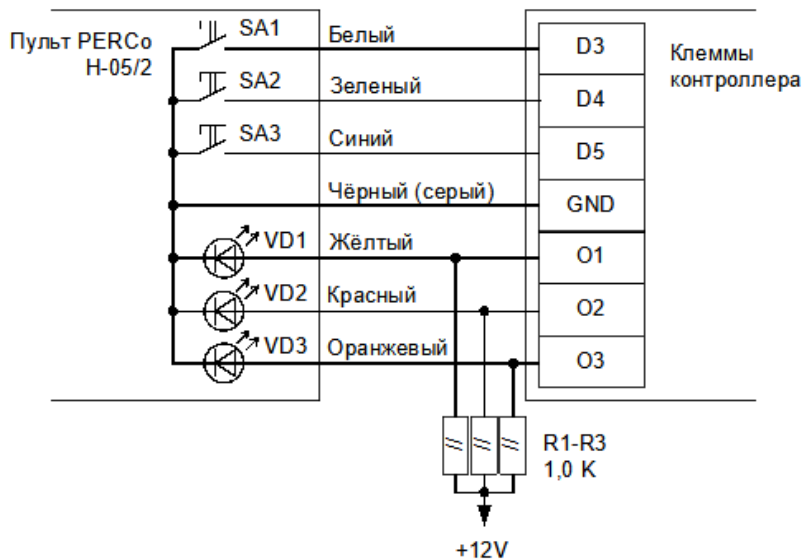 Пульт PERCo
H-05/2
SA1
Белый
D3
Клеммы
контроллера
SA2
Зеленый
D4
SA3
Синий
D5
Чёрный (серый)
GND
VD1
Жёлтый
O1
VD2
Красный
O2
VD3
Оранжевый
O3
R1-R3
1,0 K
+12V